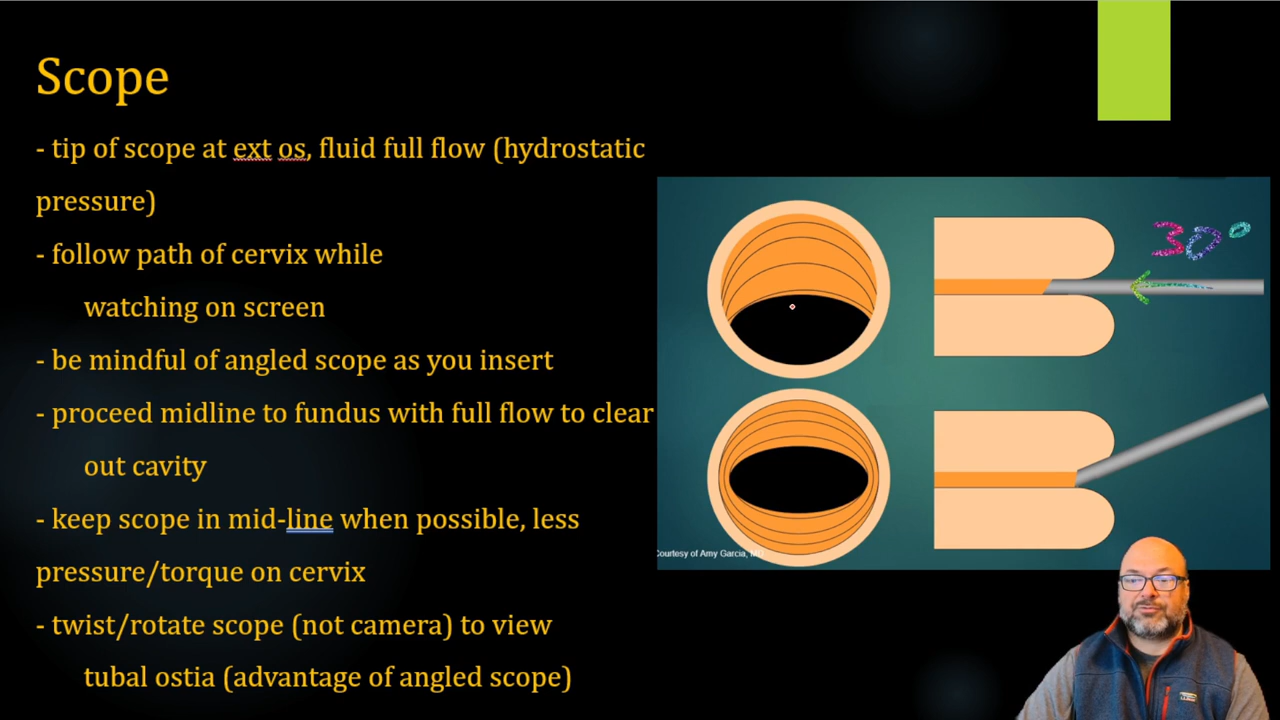 Scope
- tip of scope at ext os, fluid full flow (hydrostatic
pressure)
- follow path of cervix while
watching on screen
- be mindful of angled scope as you insert
- proceed midline to fundus with full flow to clear
out cavity
- keep scope in mid-line when possible, less
pressure/torque on cervix
- twist/rotate scope (not camera) to view
tubal ostia (advantage of angled scope)
30°
Courtesy of Amy Garcia, MD